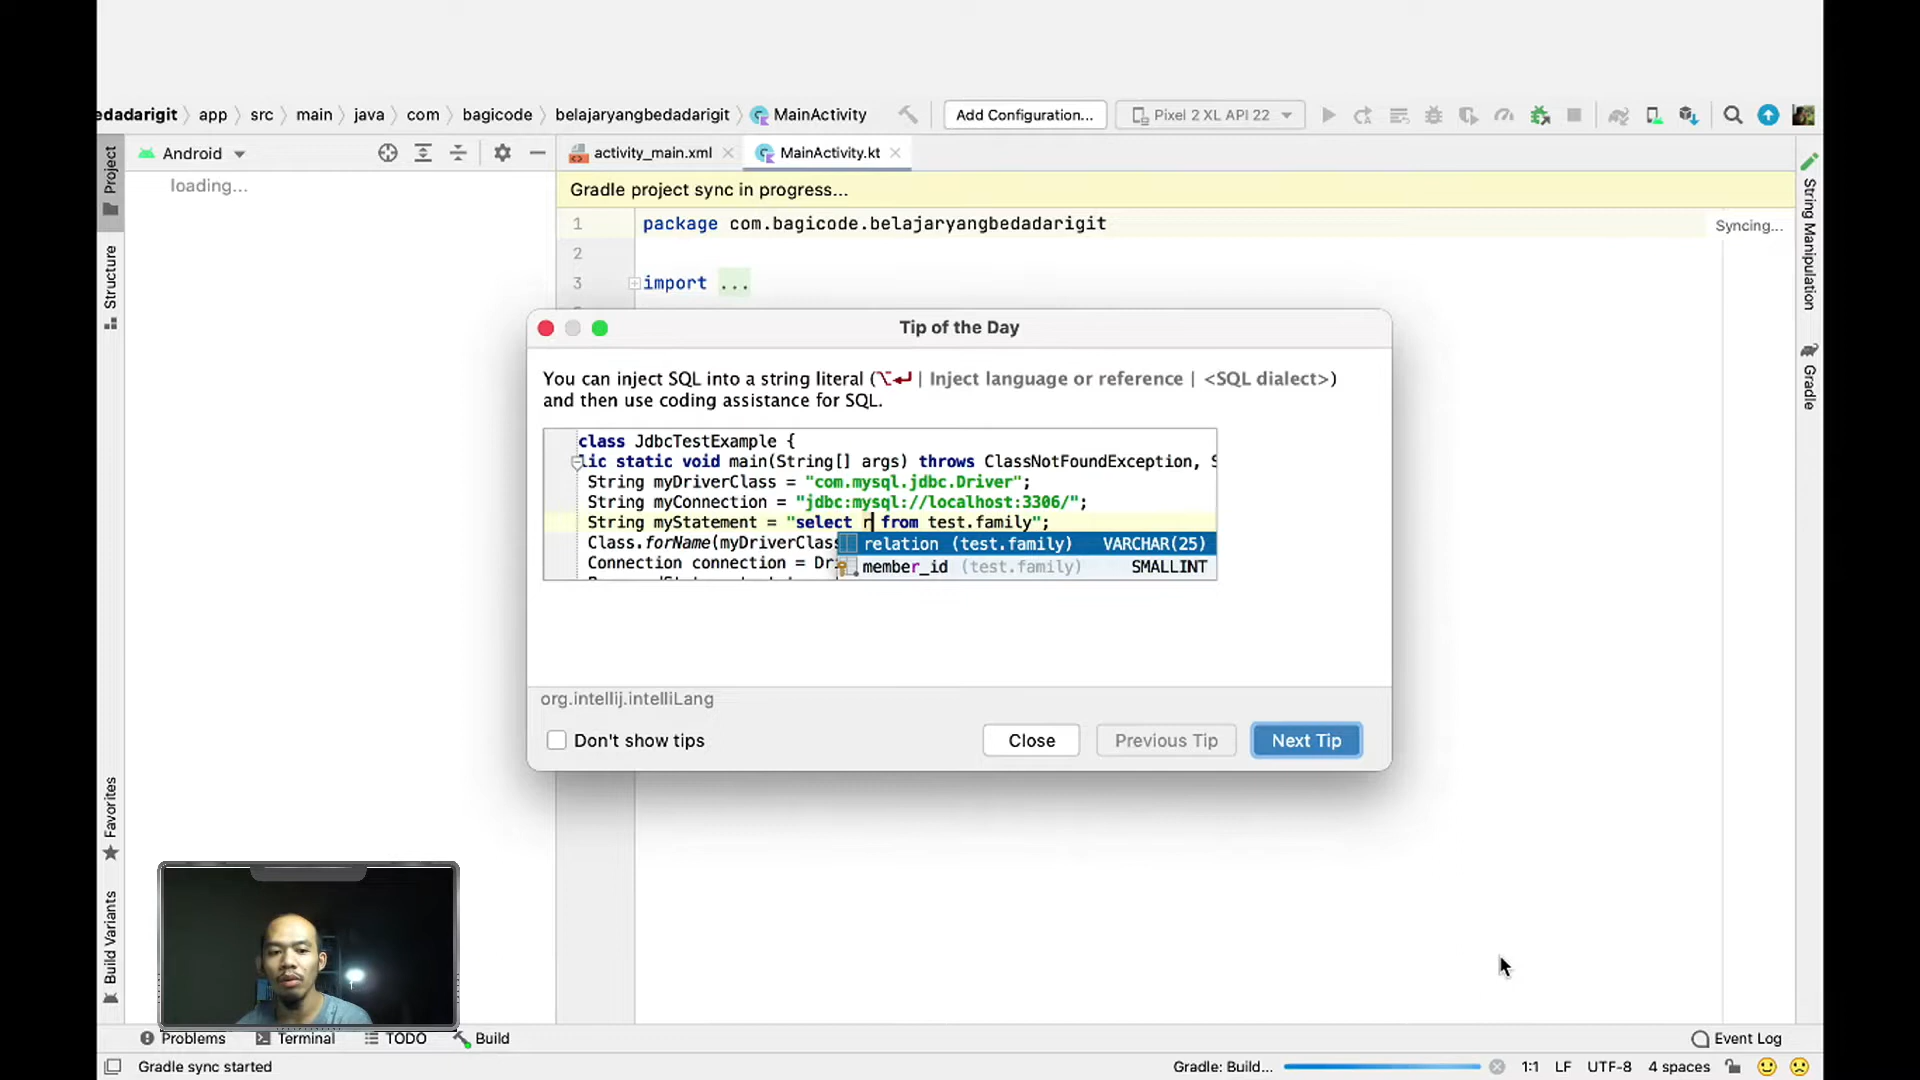 edadarigit app src main java com bagicode belajaryangbedadarigit MainActivity Add Configuration... Pixel 2 XL API 22
Project
Android
activity_main.xml
MainActivity.kt
loading...
Gradle project sync in progress...
1 package com.bagicode.belajaryangbedadarigit
Syncing...
2
3 import ...
Structure
String Manipulation
Gradle
Tip of the Day
You can inject SQL into a string literal (⌥↵ | Inject language or reference | <SQL dialect>)
and then use coding assistance for SQL.
class JdbcTestExample {
lic static void main(String[] args) throws ClassNotFoundException, S
String myDriverClass = "com.mysql.jdbc.Driver";
String myConnection = "jdbc:mysql://localhost:3306/";
String myStatement = "select r from test.family";
Class.forName(myDriverClass
relation (test.family) VARCHAR(25)
Connection connection = Dri
member_id (test.family) SMALLINT
org.intellij.intelliLang
Don't show tips
Close
Previous Tip
Next Tip
Favorites
Build Variants
Problems Terminal TODO Build Event Log
Gradle sync started Gradle: Build... 1:1 LF UTF-8 4 spaces